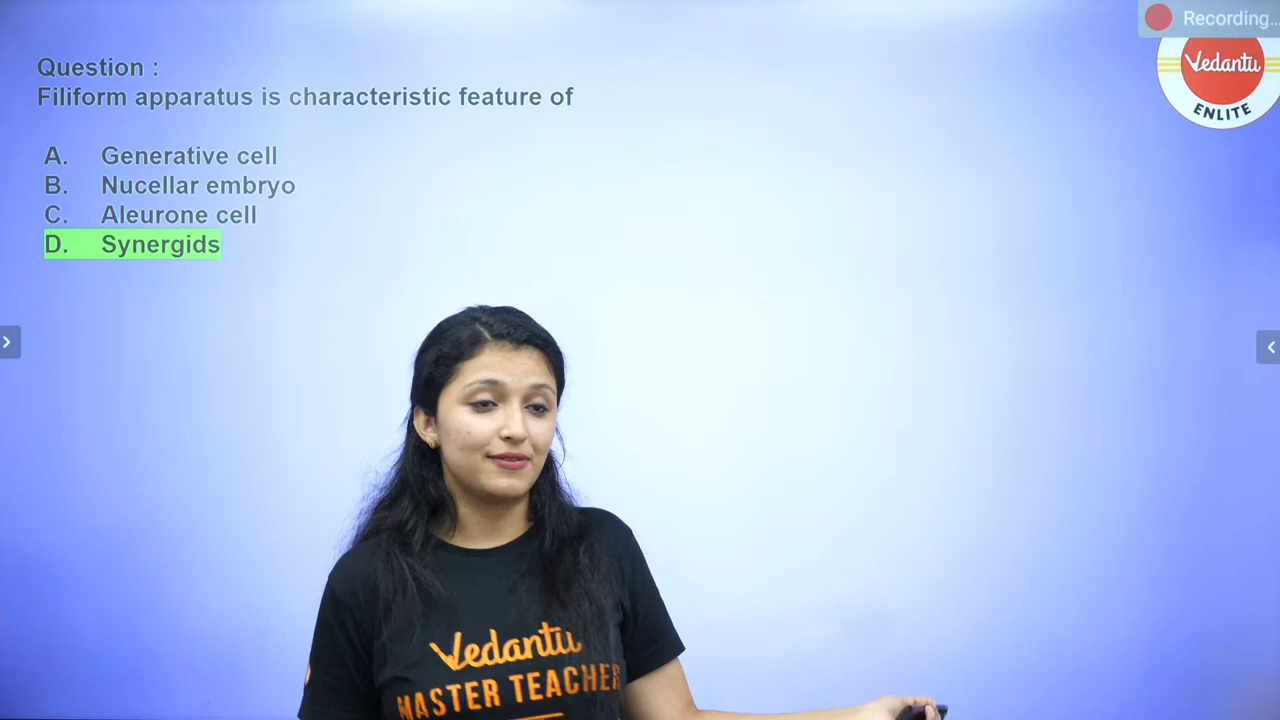 Recording...
Question :
Vedantu
Filiform apparatus is characteristic feature of
ENLITE
A. Generative cell
B. Nucellar embryo
C. Aleurone cell
D. Synergids
Vedantu
MASTER TEACHER